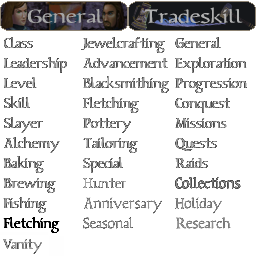 General Tradeskill
Class Jewelcrafting General
Leadership Advancement Exploration
Level Blacksmithing Progression
Skill Fletching Conquest
Slayer Pottery Missions
Alchemy Tailoring Quests
Baking Special Raids
Brewing Hunter Collections
Fishing Anniversary Holiday
Fletching Seasonal Research
Vanity